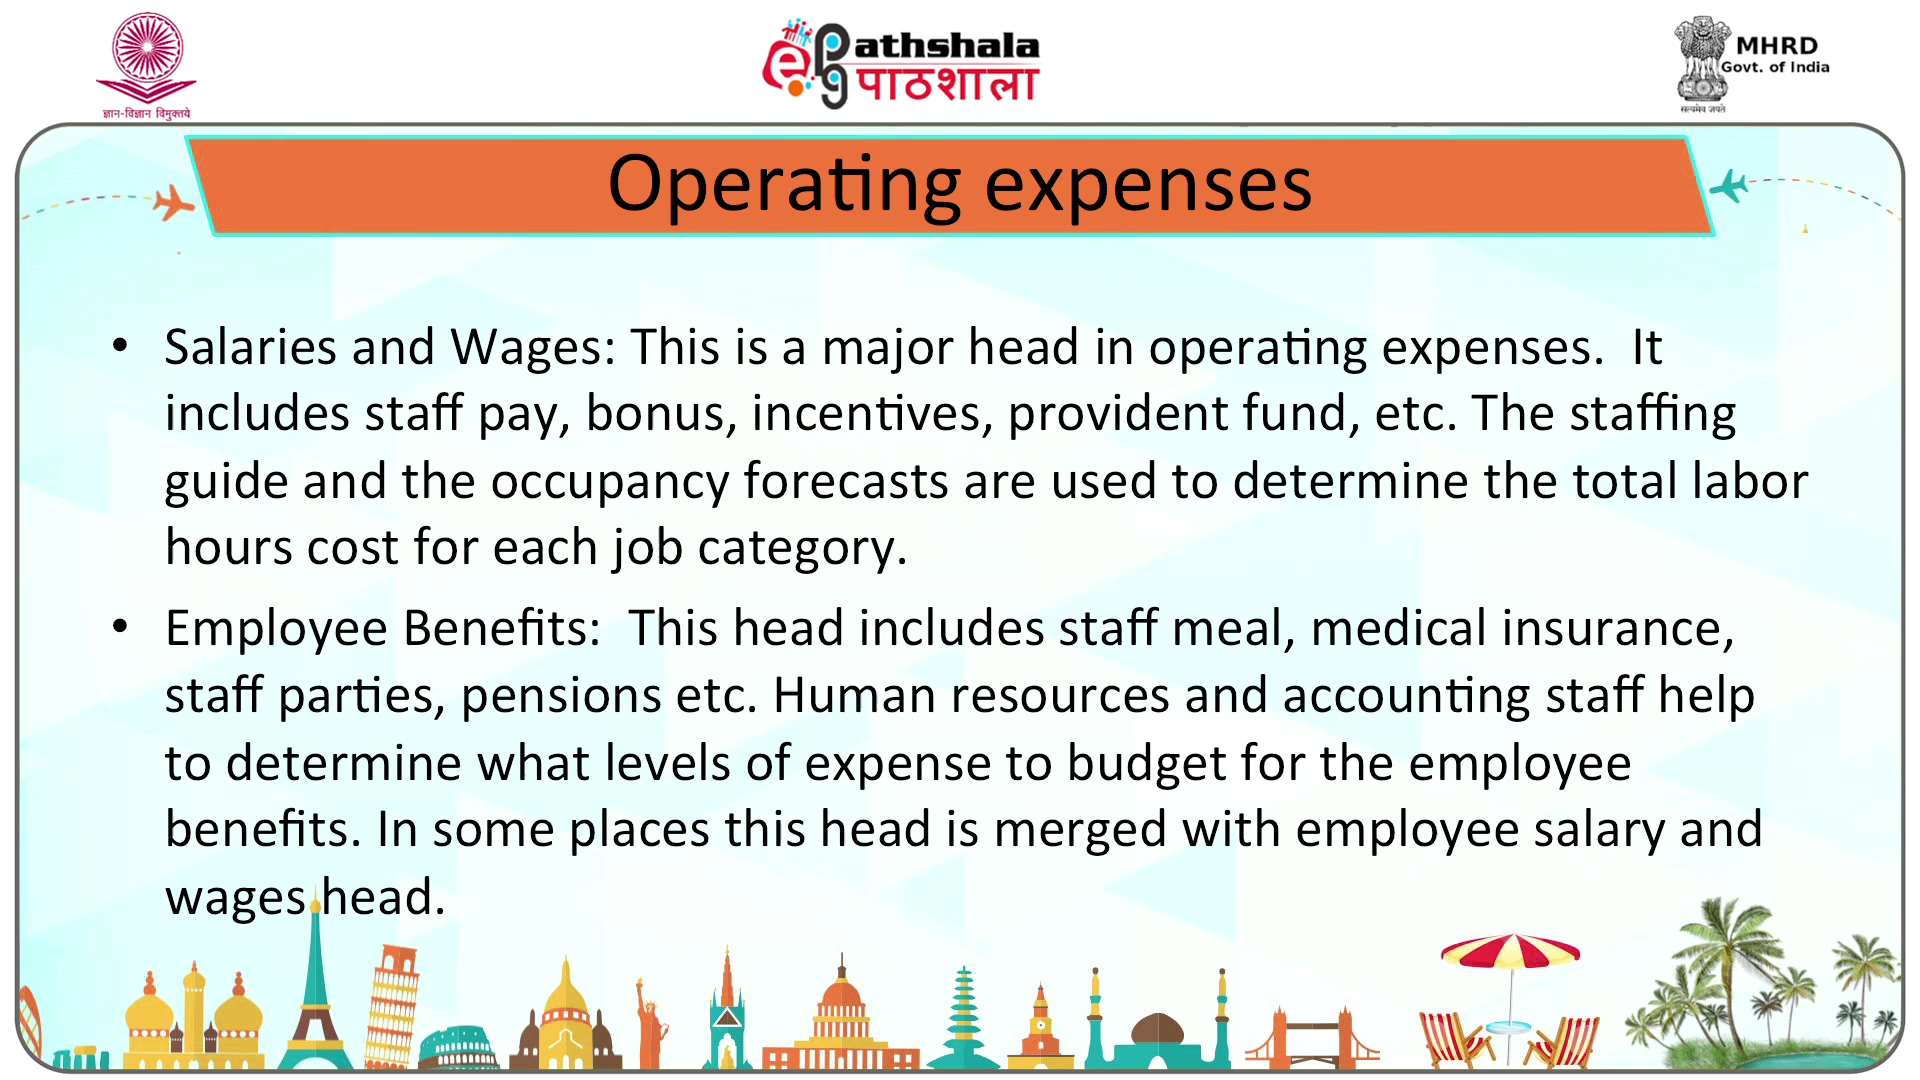 ज्ञान-विज्ञान विमुक्तये
ePathshala
पाठशाला
MHRD
Govt. of India
सत्यमेव जयते
Operating expenses
• Salaries and Wages: This is a major head in operating expenses.  It
includes staff pay, bonus, incentives, provident fund, etc. The staffing
guide and the occupancy forecasts are used to determine the total labor
hours cost for each job category.
• Employee Benefits:  This head includes staff meal, medical insurance,
staff parties, pensions etc. Human resources and accounting staff help
to determine what levels of expense to budget for the employee
benefits. In some places this head is merged with employee salary and
wages head.